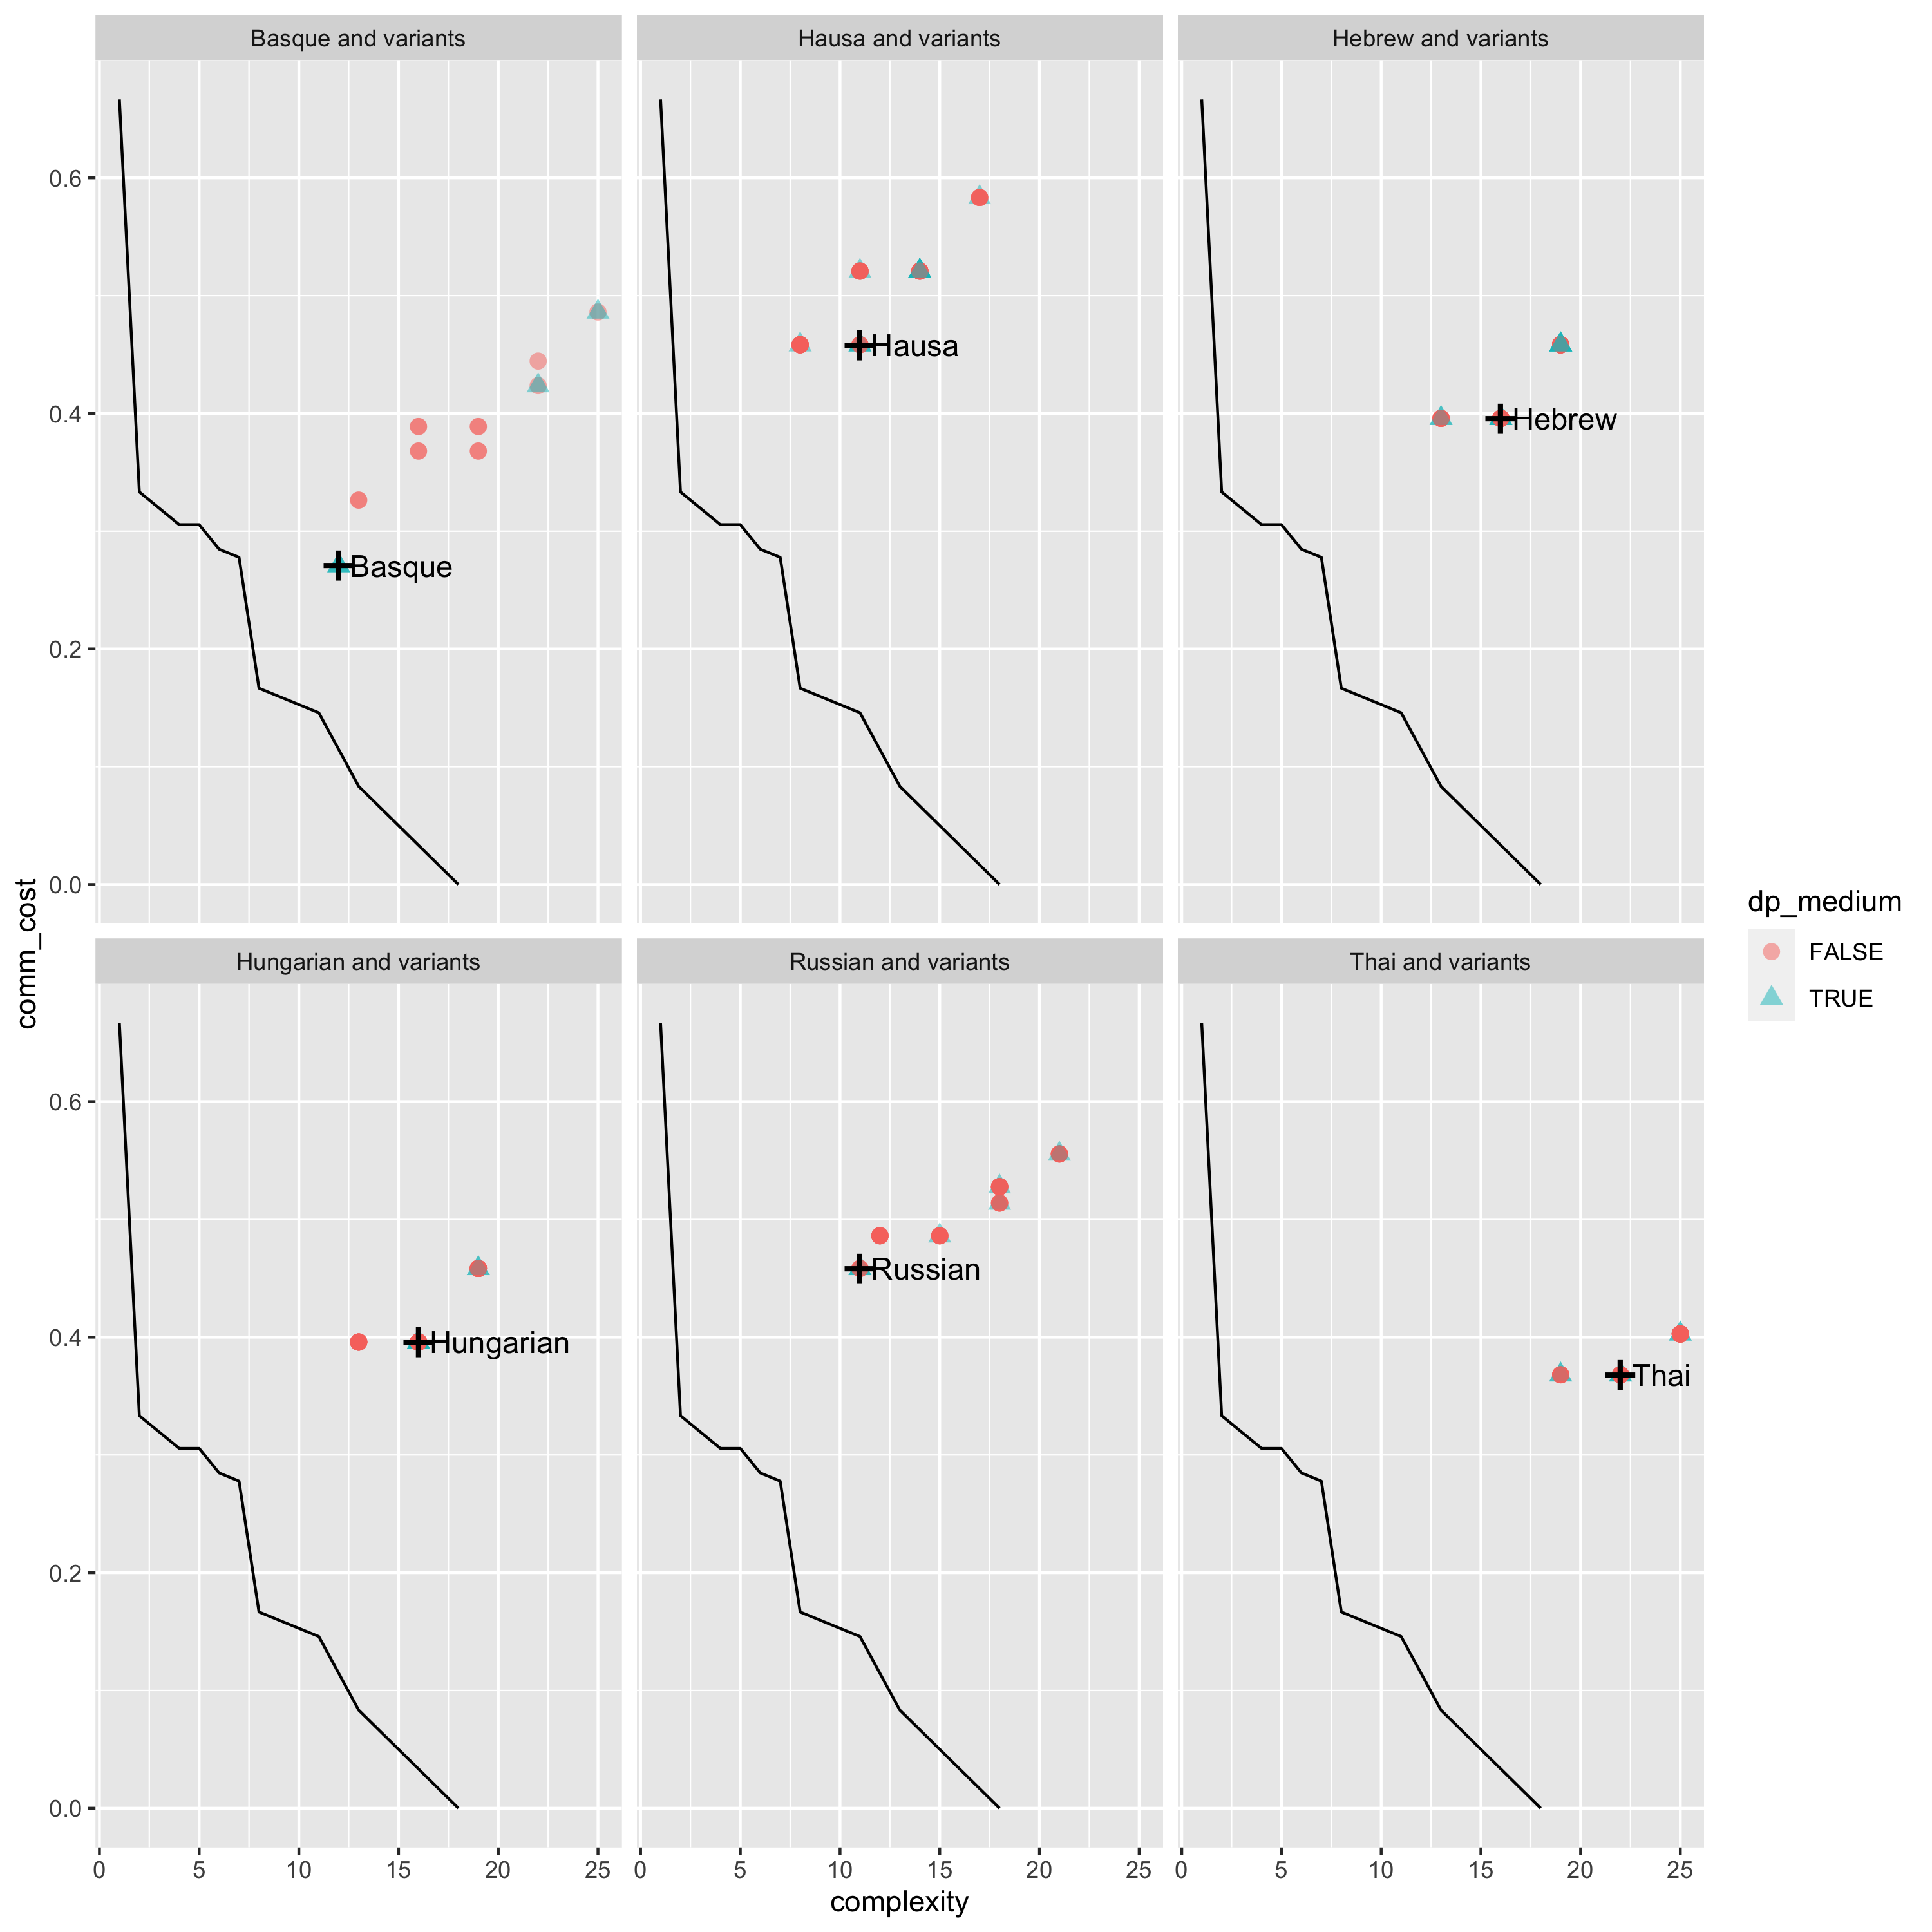 Basque and variants
Hausa and variants
Hebrew and variants
0.6
0.4
0.2
0.0
Basque
Hausa
Hebrew
Hungarian and variants
Russian and variants
Thai and variants
0.6
0.4
0.2
0.0
Hungarian
Russian
Thai
0 5 10 15 20 25
0 5 10 15 20 25
0 5 10 15 20 25
complexity
comm_cost
dp_medium
FALSE
TRUE